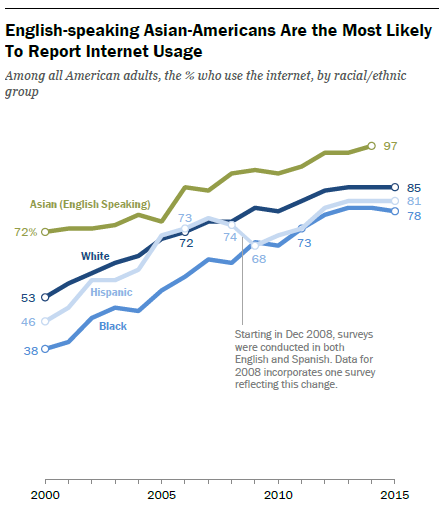 English-speaking Asian-Americans Are the Most Likely
To Report Internet Usage
Among all American adults, the % who use the internet, by racial/ethnic
group
97
Asian (English Speaking)
73
85
81
78
72%
White
72
74
68
73
53
Hispanic
46
Black
38
Starting in Dec 2008, surveys
were conducted in both
English and Spanish. Data for
2008 incorporates one survey
reflecting this change.
2000 2005 2010 2015